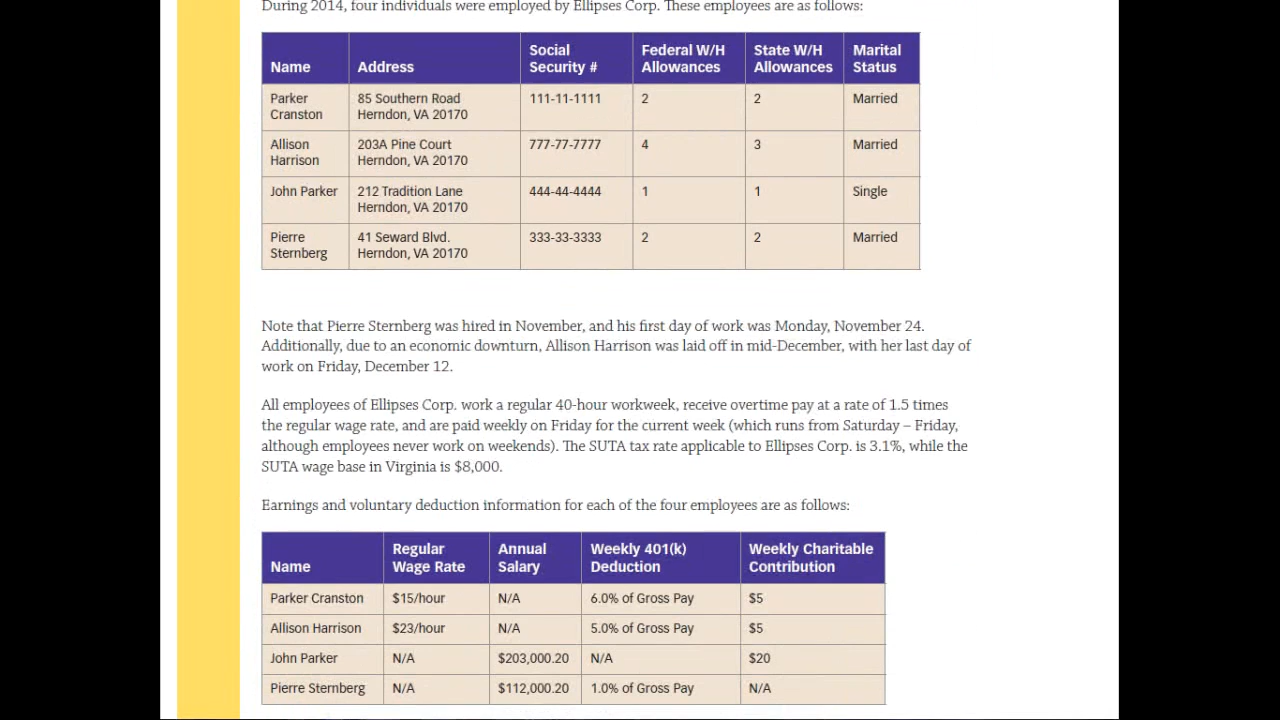 During 2014, four individuals were employed by Ellipses Corp. These employees are as follows:
Name Address Social Security # Federal W/H Allowances State W/H Allowances Marital Status
Parker Cranston 85 Southern Road Herndon, VA 20170 111-11-1111 2 2 Married
Allison Harrison 203A Pine Court Herndon, VA 20170 777-77-7777 4 3 Married
John Parker 212 Tradition Lane Herndon, VA 20170 444-44-4444 1 1 Single
Pierre Sternberg 41 Seward Blvd. Herndon, VA 20170 333-33-3333 2 2 Married
Note that Pierre Sternberg was hired in November, and his first day of work was Monday, November 24.
Additionally, due to an economic downturn, Allison Harrison was laid off in mid-December, with her last day of
work on Friday, December 12.
All employees of Ellipses Corp. work a regular 40-hour workweek, receive overtime pay at a rate of 1.5 times
the regular wage rate, and are paid weekly on Friday for the current week (which runs from Saturday – Friday,
although employees never work on weekends). The SUTA tax rate applicable to Ellipses Corp. is 3.1%, while the
SUTA wage base in Virginia is $8,000.
Earnings and voluntary deduction information for each of the four employees are as follows:
Name Regular Wage Rate Annual Salary Weekly 401(k) Deduction Weekly Charitable Contribution
Parker Cranston $15/hour N/A 6.0% of Gross Pay $5
Allison Harrison $23/hour N/A 5.0% of Gross Pay $5
John Parker N/A $203,000.20 N/A $20
Pierre Sternberg N/A $112,000.20 1.0% of Gross Pay N/A